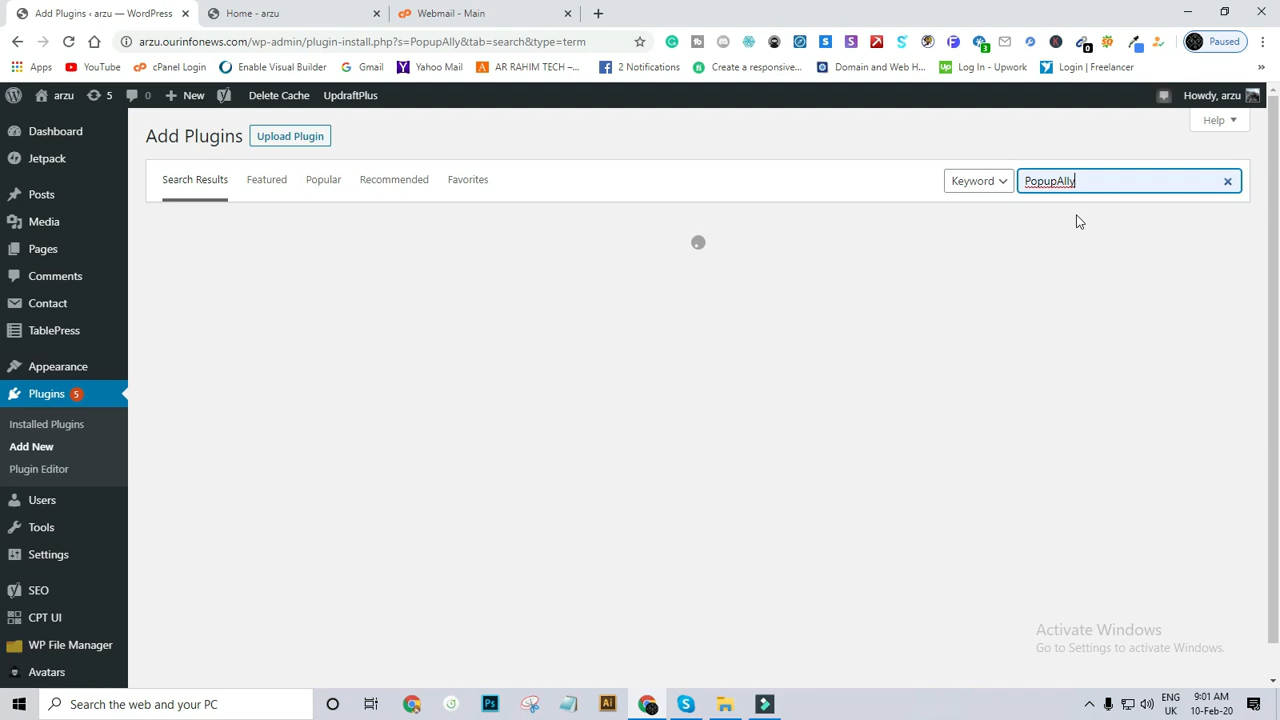 Add Plugins ‹ arzu — WordPress
Home - arzu
Webmail - Main
arzu.ourinfonews.com/wp-admin/plugin-install.php?s=PopupAlly&tab=search&type=term
3
0
Paused
Apps
YouTube
cPanel Login
Enable Visual Builder
Gmail
Yahoo Mail
AR RAHIM TECH –...
2 Notifications
Create a responsive...
Domain and Web H...
Log In - Upwork
Login | Freelancer
»
arzu
5
0
New
Delete Cache
UpdraftPlus
Howdy, arzu
Dashboard
Jetpack
Posts
Media
Pages
Comments
Contact
TablePress
Appearance
Plugins 5
Installed Plugins
Add New
Plugin Editor
Users
Tools
Settings
SEO
CPT UI
WP File Manager
Avatars
Help
Add Plugins
Upload Plugin
Search Results
Featured
Popular
Recommended
Favorites
Keyword
PopupAlly
Activate Windows
Go to Settings to activate Windows.
Search the web and your PC
Ps
Ai
ENG
UK
9:01 AM
10-Feb-20